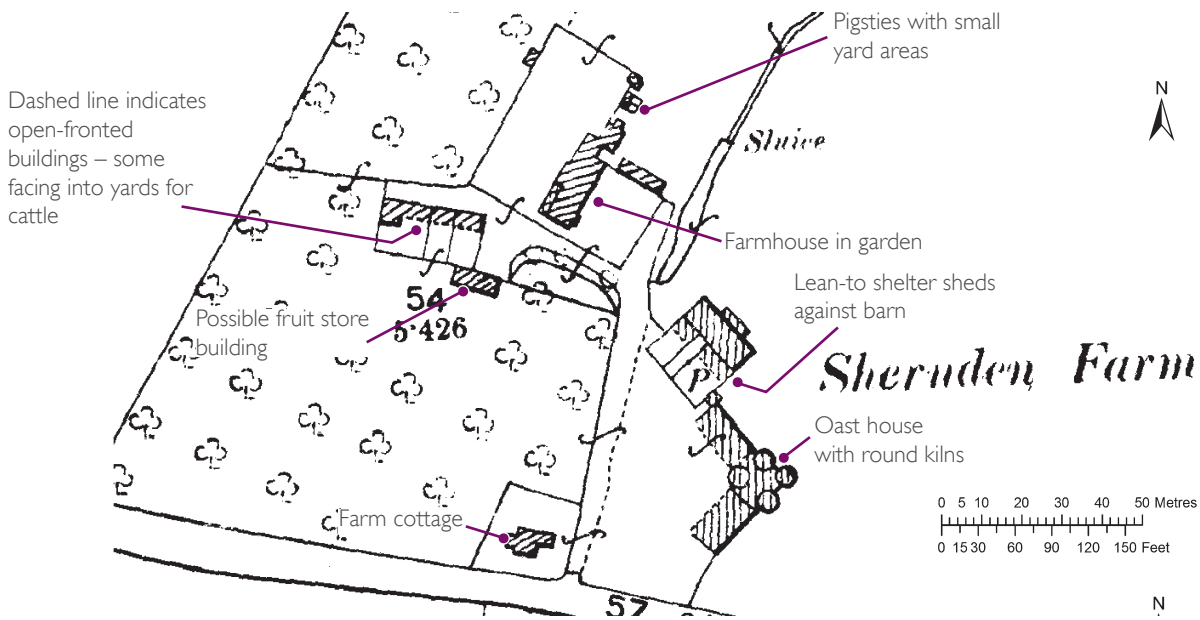 Pigsties with small
yard areas
N
Dashed line indicates
open-fronted
buildings – some
facing into yards for
cattle
Sluice
Farmhouse in garden
Lean-to shelter sheds
against barn
54
5·426
Possible fruit store
building
P
Shernden Farm
Oast house
with round kilns
Farm cottage
0 5 10 20 30 40 50 Metres
0 15 30 60 90 120 150 Feet
57
N